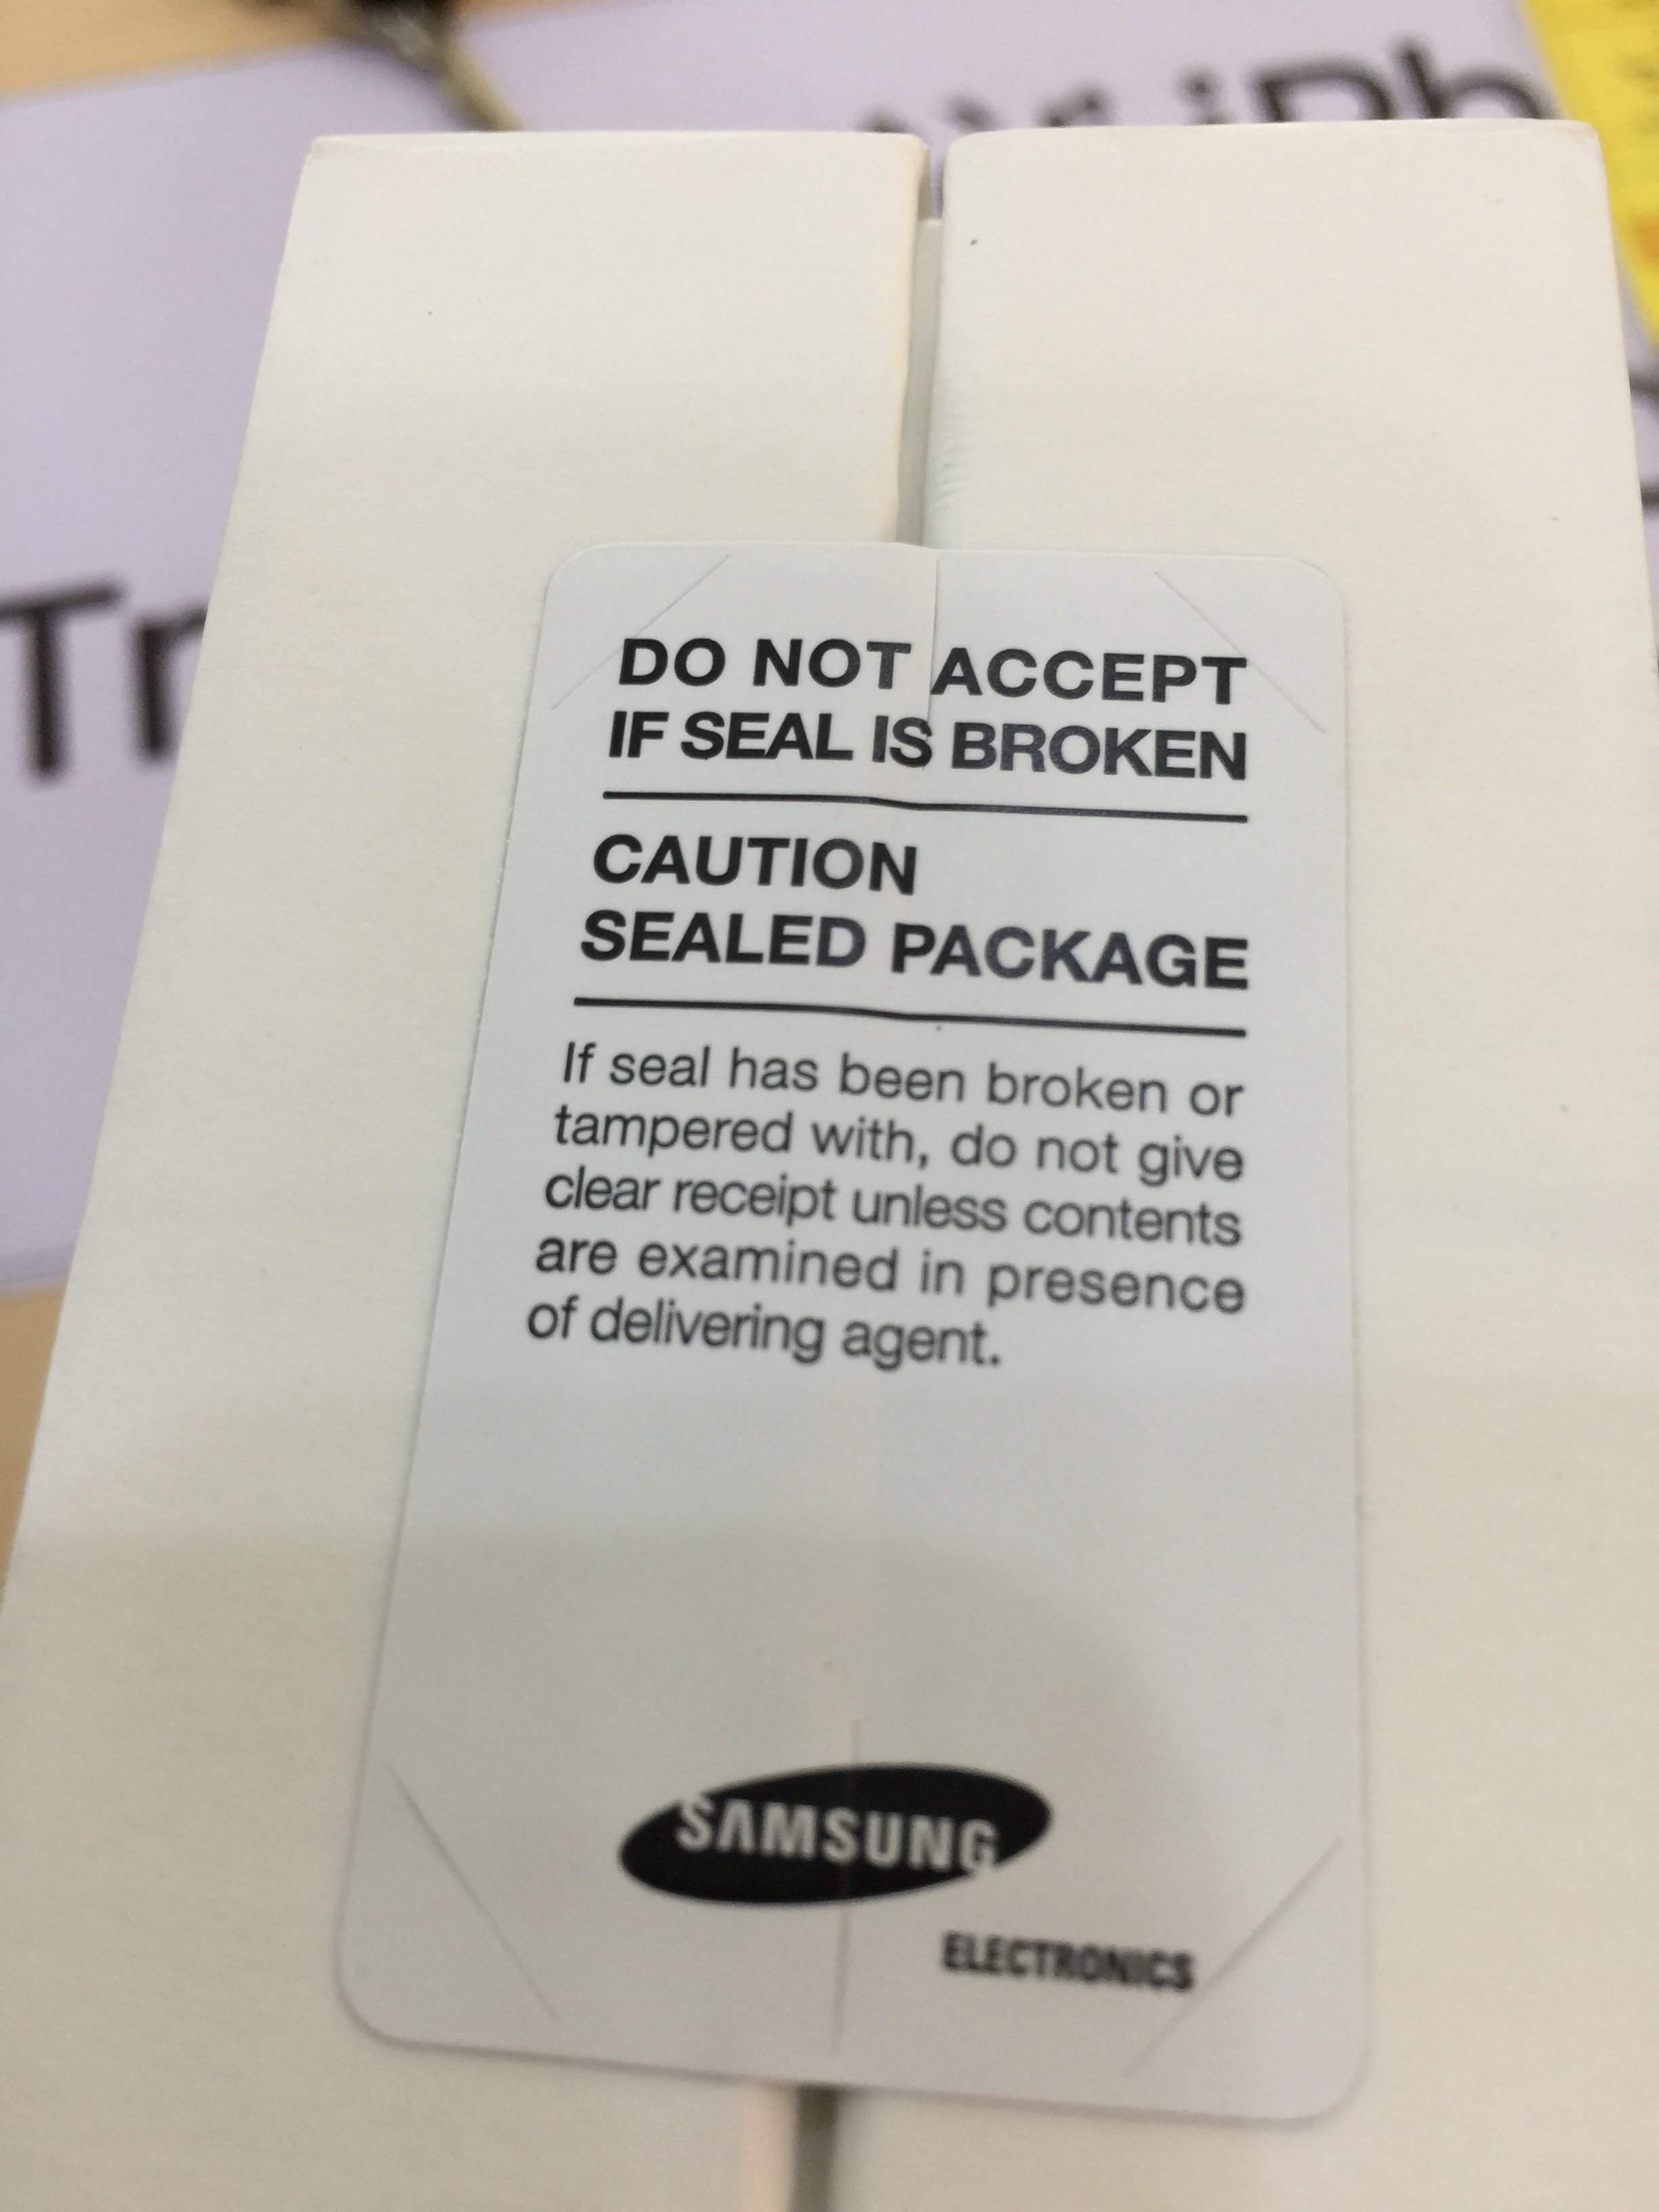 DO NOT ACCEPT
IF SEAL IS BROKEN
CAUTION
SEALED PACKAGE
If seal has been broken or
tampered with, do not give
clear receipt unless contents
are examined in presence
of delivering agent.
SAMSUNG
ELECTRONICS